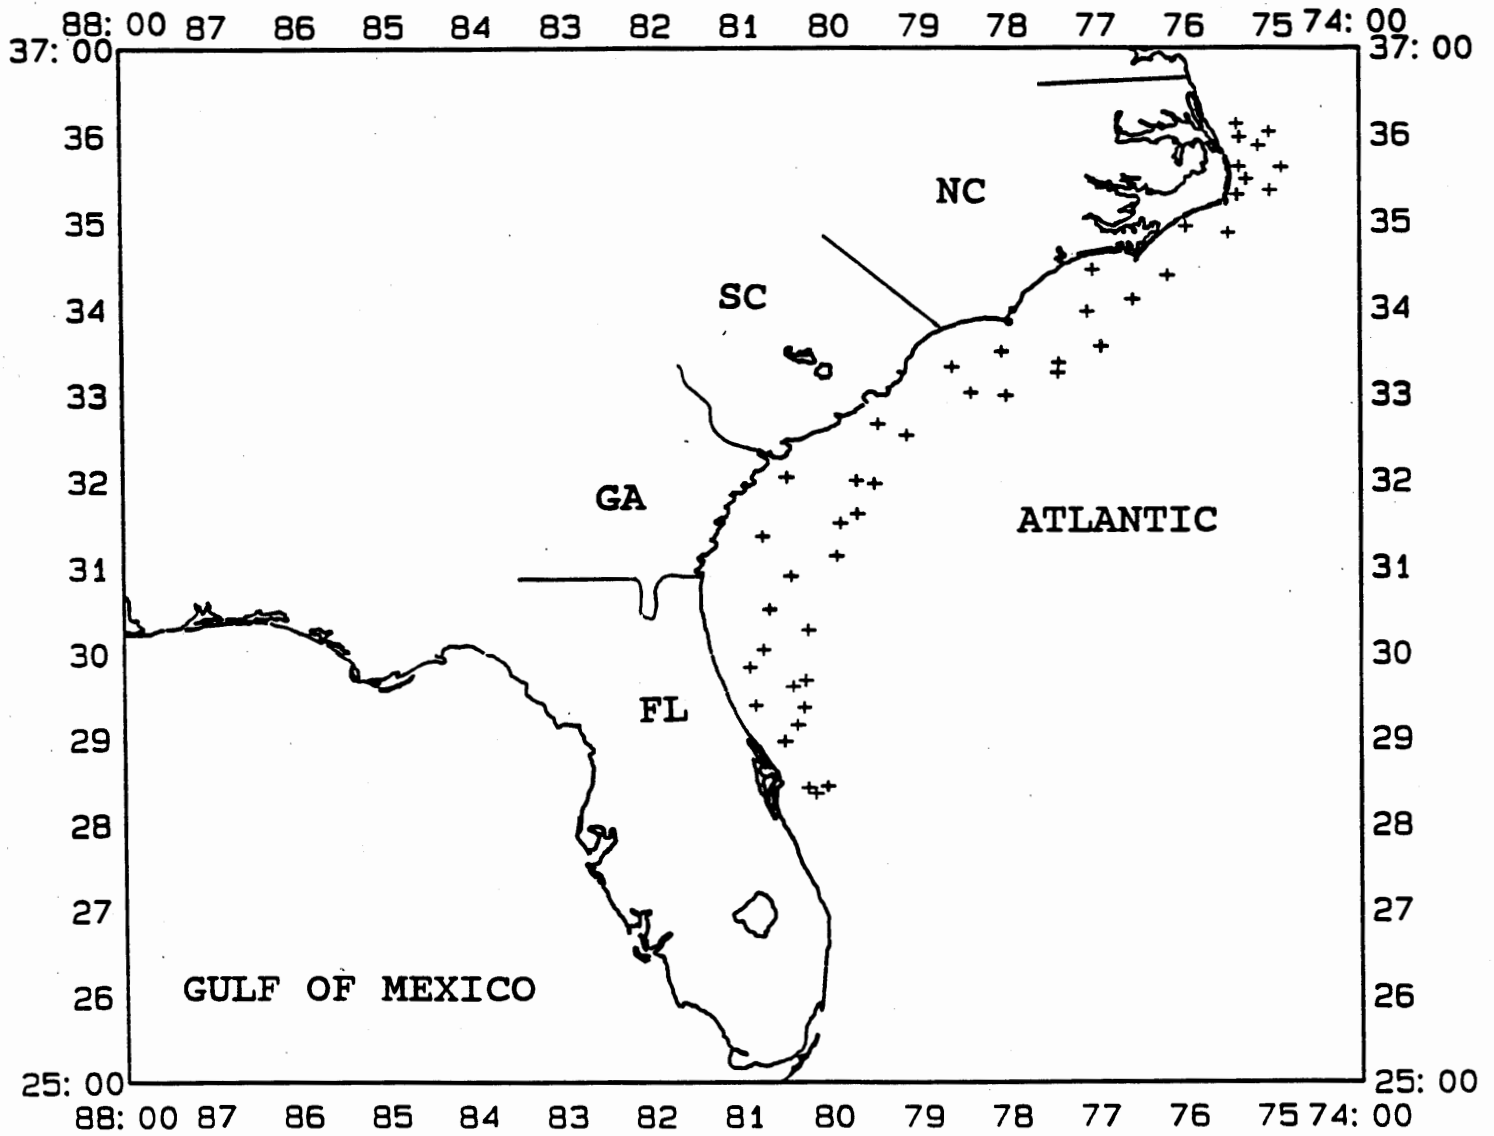 88: 00 87 86 85 84 83 82 81 80 79 78 77 76 75 74: 00
37: 00 37: 00
36 36
NC
35 35
SC
34 34
33 33
32 32
GA
ATLANTIC
31 31
30 30
FL
29 29
28 28
27 27
GULF OF MEXICO
26 26
25: 00 25: 00
88: 00 87 86 85 84 83 82 81 80 79 78 77 76 75 74: 00